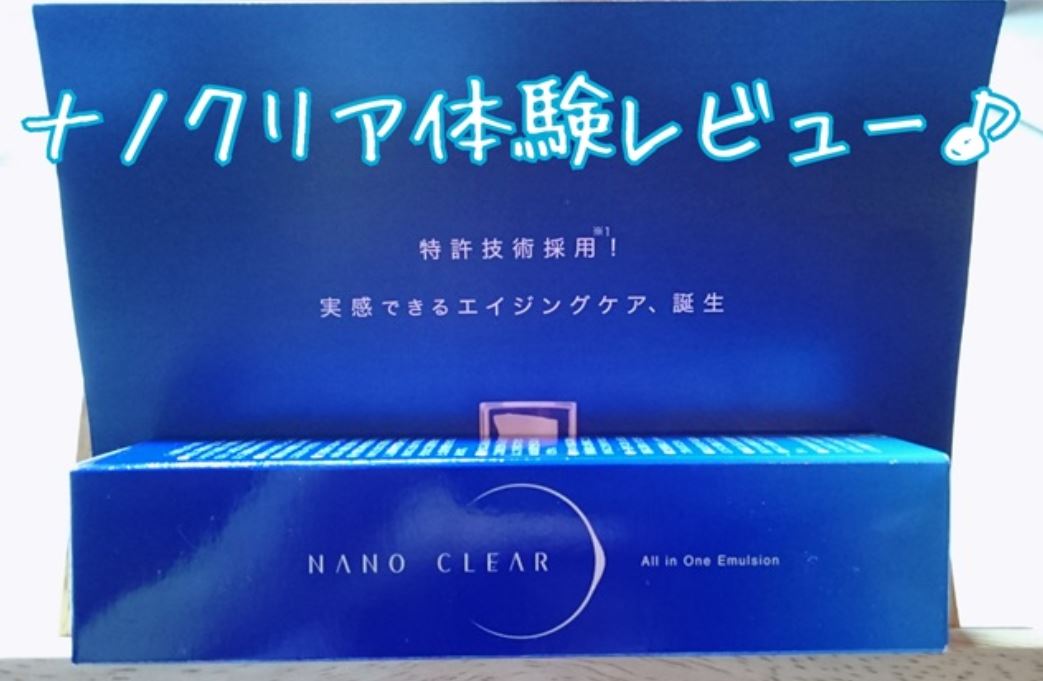 ナノクリア体験レビュー♪
特許技術採用※1！
実感できるエイジングケア、誕生
NANO CLEAR
All in One Emulsion